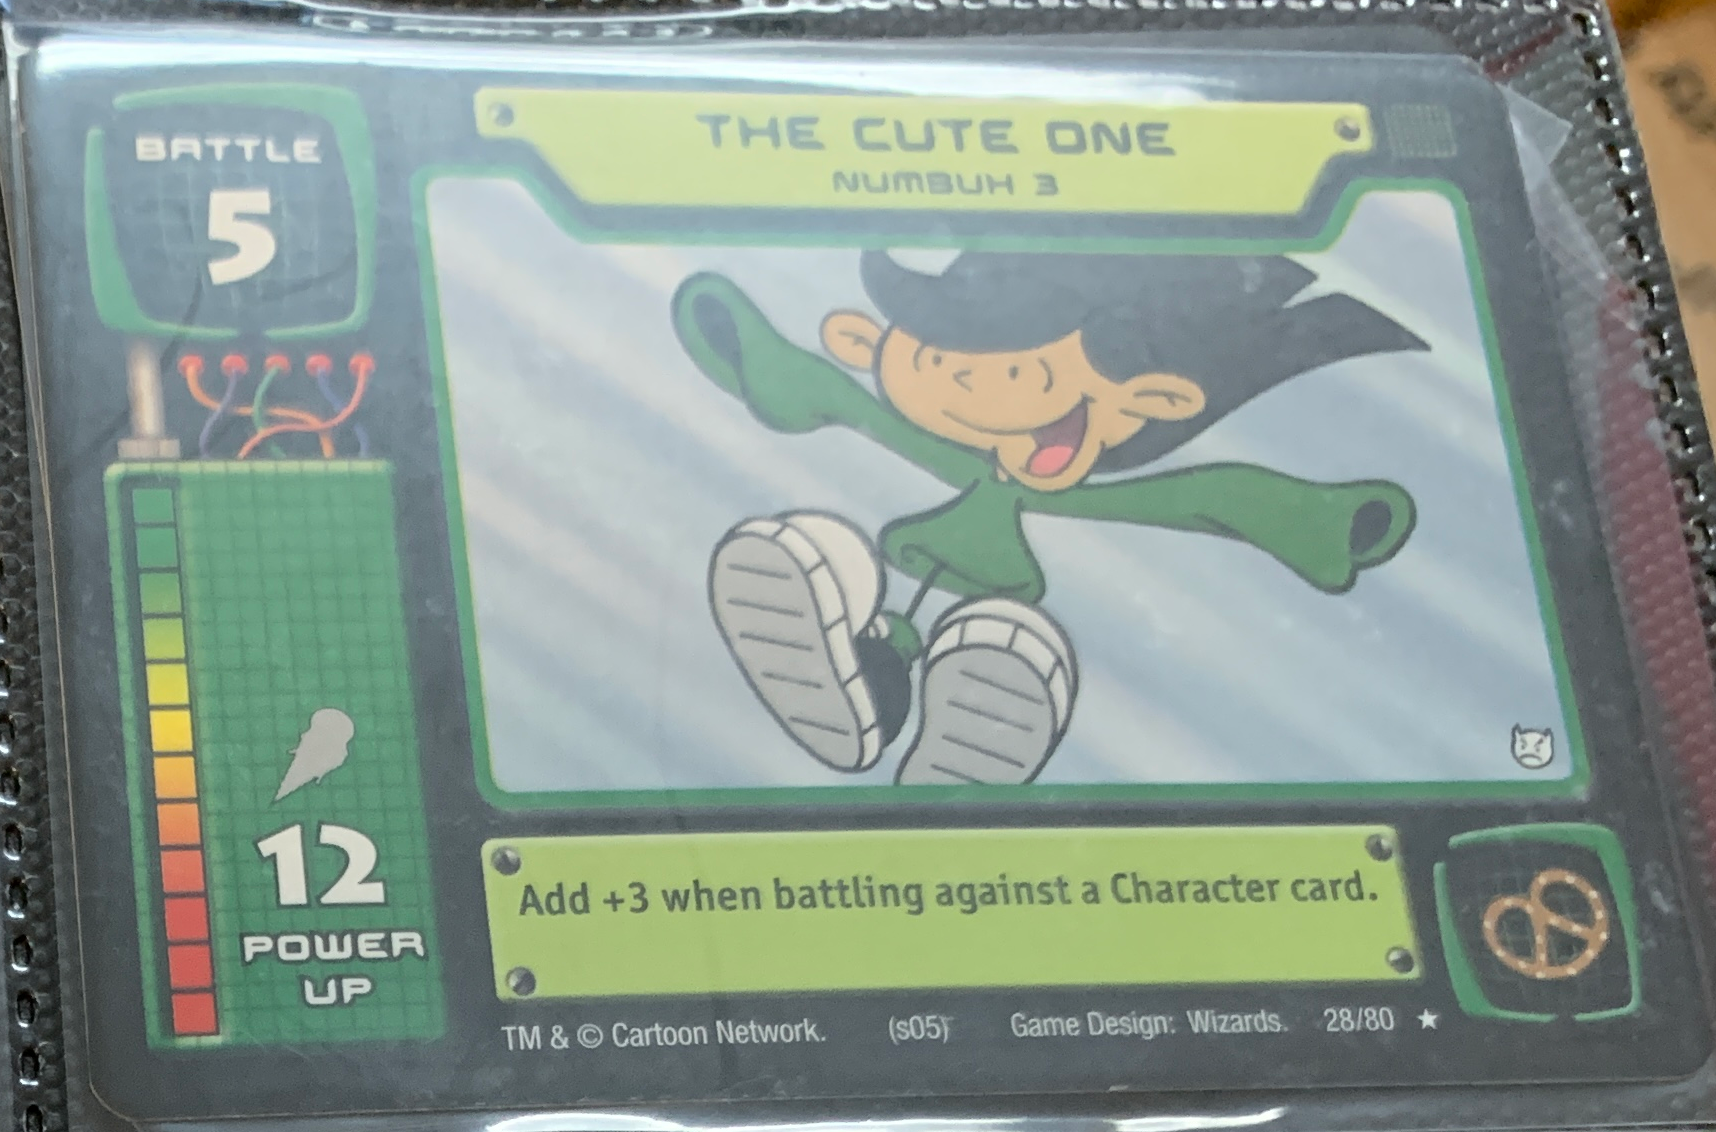 BATTLE
5
THE CUTE ONE
NUMBUH 3
12
POWER
UP
Add +3 when battling against a Character card.
TM & © Cartoon Network. (s05) Game Design: Wizards. 28/80 ★